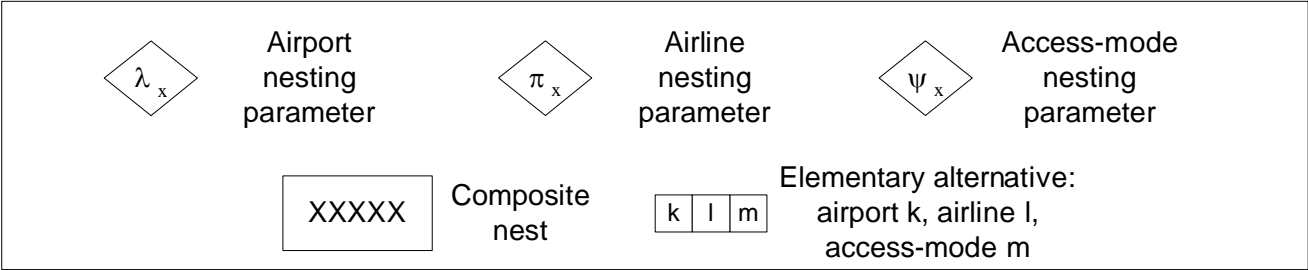 λ x
Airport
nesting
parameter
π x
Airline
nesting
parameter
ψ x
Access-mode
nesting
parameter
XXXXX
Composite
nest
k l m
Elementary alternative:
airport k, airline l,
access-mode m